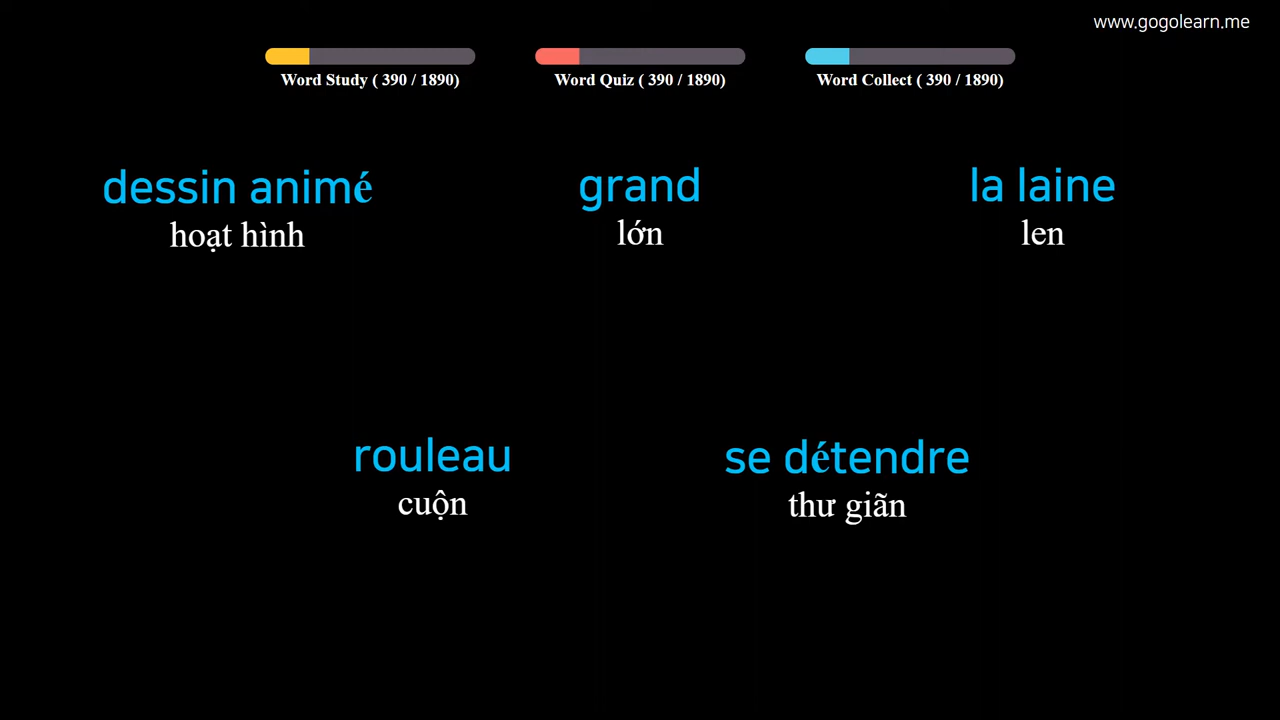 www.gogolearn.me
Word Study ( 390 / 1890)
Word Quiz ( 390 / 1890)
Word Collect ( 390 / 1890)
dessin animé
hoạt hình
grand
lớn
la laine
len
rouleau
cuộn
se détendre
thư giãn